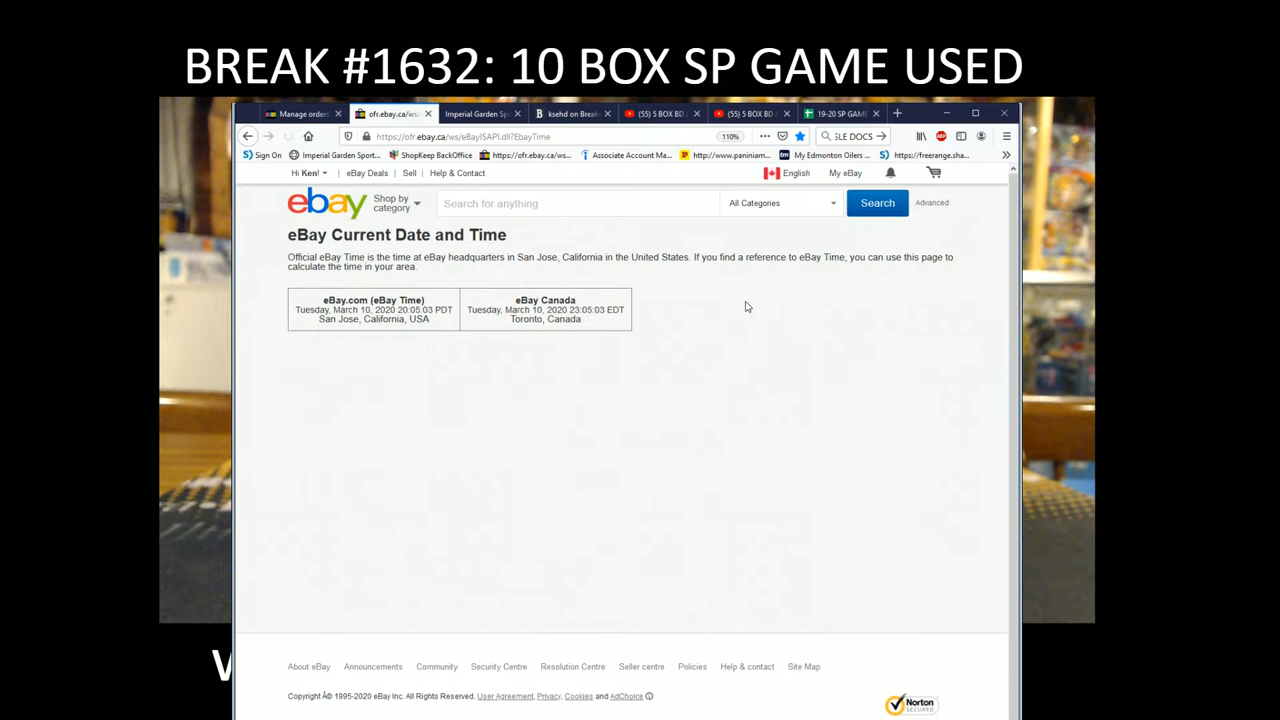 BREAK #1632: 10 BOX SP GAME USED
Manage orders
ofr.ebay.ca/ws
Imperial Garden Sp
ksehd on Break
(55) 5 BOX BD
(55) 5 BOX BD
19-20 SP GAME
https://ofr.ebay.ca/ws/eBayISAPI.dll?EbayTime
110%
GLE DOCS
Sign On
Imperial Garden Sport...
ShopKeep BackOffice
https://ofr.ebay.ca/ws...
Associate Account Ma...
http://www.paniniam...
My Edmonton Oilers ...
https://freerange.sha...
Hi Ken!
eBay Deals
Sell
Help & Contact
English
My eBay
ebay
Shop by category
Search for anything
All Categories
Search
Advanced
eBay Current Date and Time
Official eBay Time is the time at eBay headquarters in San Jose, California in the United States. If you find a reference to eBay Time, you can use this page to
calculate the time in your area.
eBay.com (eBay Time)
Tuesday, March 10, 2020 20:05:03 PDT
San Jose, California, USA
eBay Canada
Tuesday, March 10, 2020 23:05:03 EDT
Toronto, Canada
About eBay
Announcements
Community
Security Centre
Resolution Centre
Seller centre
Policies
Help & contact
Site Map
Copyright Â© 1995-2020 eBay Inc. All Rights Reserved. User Agreement, Privacy, Cookies and AdChoice
Norton
SECURED